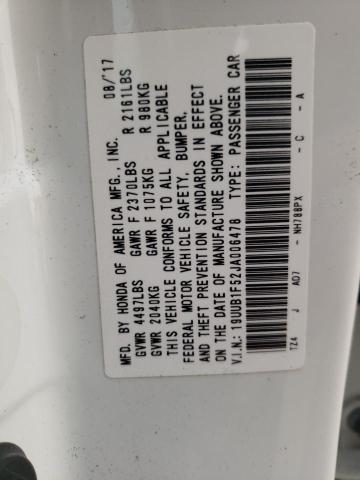 MFD. BY HONDA OF AMERICA MFG., INC. 08/'17
GVWR 4497LBS GAWR F 2370LBS R 2161LBS
GVWR 2040KG GAWR F 1075KG R 980KG
THIS VEHICLE CONFORMS TO ALL APPLICABLE
FEDERAL MOTOR VEHICLE SAFETY, BUMPER,
AND THEFT PREVENTION STANDARDS IN EFFECT
ON THE DATE OF MANUFACTURE SHOWN ABOVE.
V.I.N.: 19UUB1F52JA006478 TYPE: PASSENGER CAR
TZ4 J A07 - NH788PX - C - A